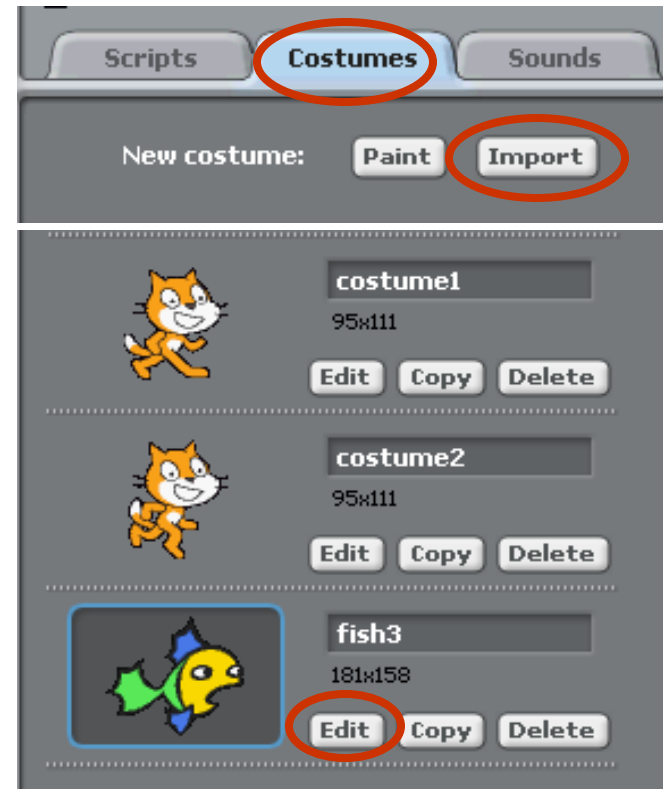 Scripts Costumes Sounds
New costume: Paint Import
costume1
95x111
Edit Copy Delete
costume2
95x111
Edit Copy Delete
fish3
181x158
Edit Copy Delete